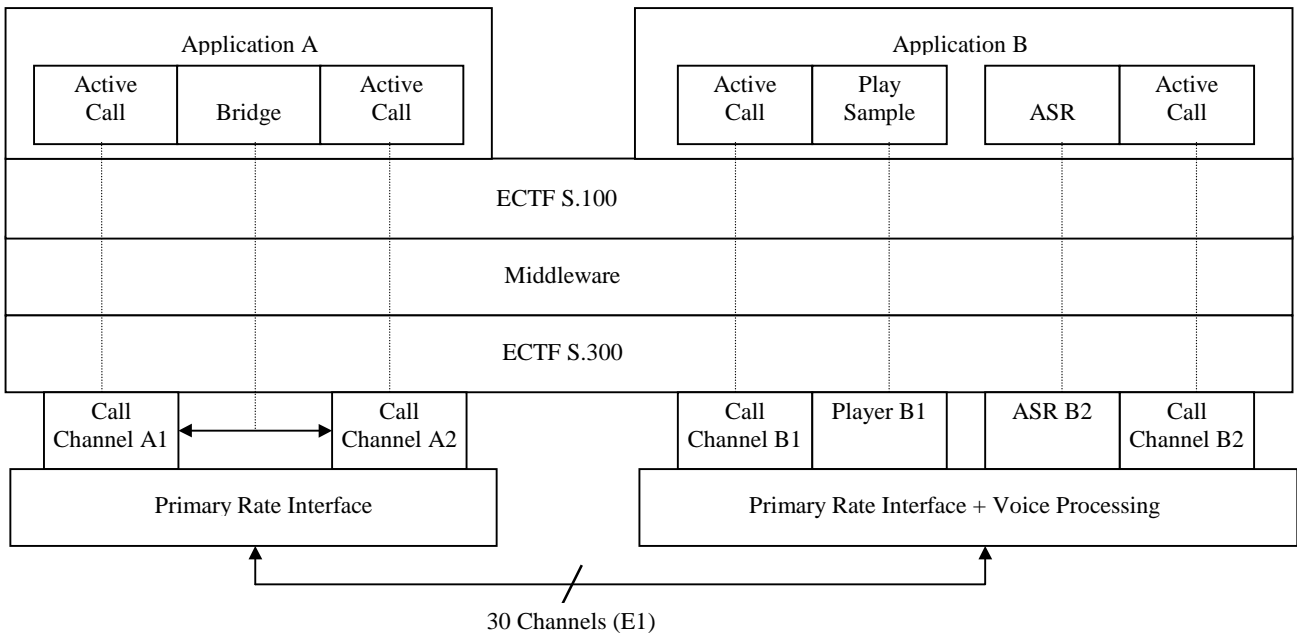 Application A
Application B
Active
Call
Bridge
Active
Call
Active
Call
Play
Sample
ASR
Active
Call
ECTF S.100
Middleware
ECTF S.300
Call
Channel A1
Call
Channel A2
Call
Channel B1
Player B1
ASR B2
Call
Channel B2
Primary Rate Interface
Primary Rate Interface + Voice Processing
30 Channels (E1)